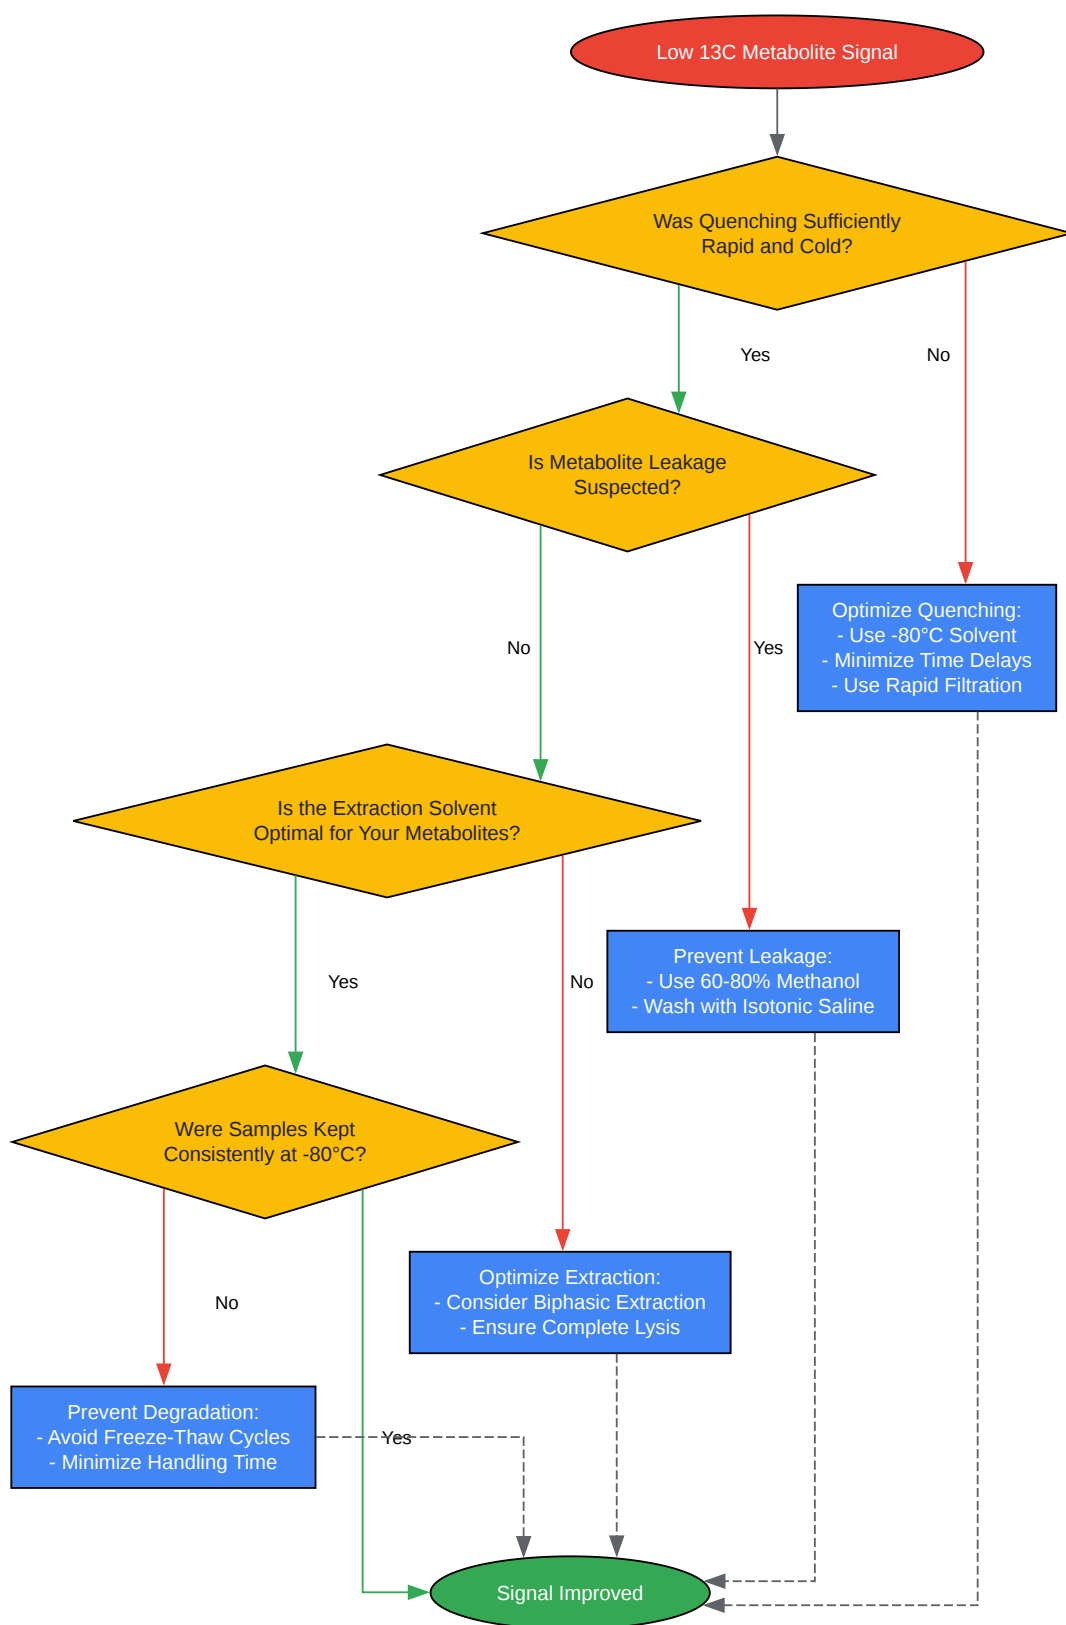 Low 13C Metabolite Signal
Was Quenching Sufficiently
Rapid and Cold?
Yes
No
Is Metabolite Leakage
Suspected?
No
Yes
Optimize Quenching:
- Use -80°C Solvent
- Minimize Time Delays
- Use Rapid Filtration
Is the Extraction Solvent
Optimal for Your Metabolites?
Yes
No
Prevent Leakage:
- Use 60-80% Methanol
- Wash with Isotonic Saline
Were Samples Kept
Consistently at -80°C?
No
Yes
Optimize Extraction:
- Consider Biphasic Extraction
- Ensure Complete Lysis
Prevent Degradation:
- Avoid Freeze-Thaw Cycles
- Minimize Handling Time
Signal Improved